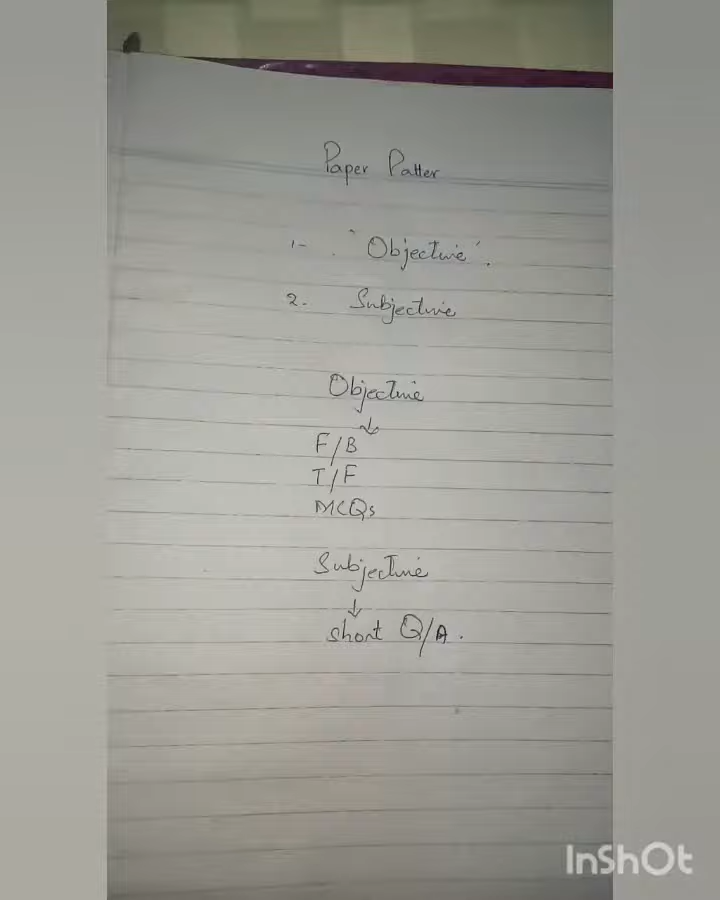 Paper Patter
1- "Objective".
2. Subjective
Objective
↓
F/B
T/F
MCQs
Subjective
↓
short Q/A.
InShOt